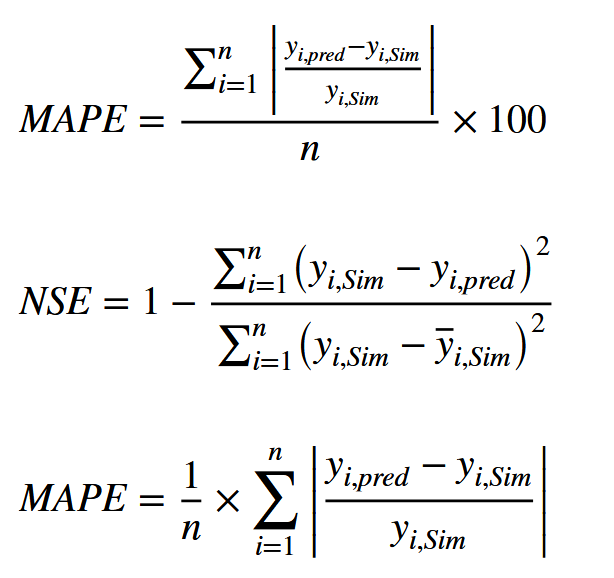 MAPE = \frac{\sum_{i=1}^{n} \left| \frac{y_{i,pred} - y_{i,Sim}}{y_{i,Sim}} \right|}{n} \times 100
NSE = 1 - \frac{\sum_{i=1}^{n} \left( y_{i,Sim} - y_{i,pred} \right)^2}{\sum_{i=1}^{n} \left( y_{i,Sim} - \overline{y}_{i,Sim} \right)^2}
MAPE = \frac{1}{n} \times \sum_{i=1}^{n} \left| \frac{y_{i,pred} - y_{i,Sim}}{y_{i,Sim}} \right|